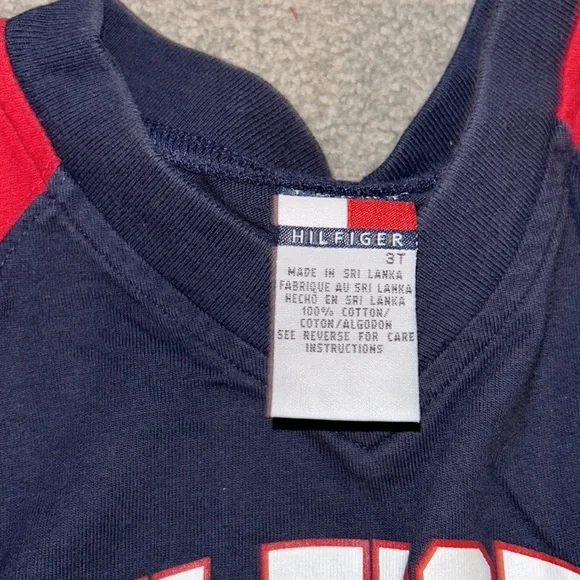 HILFIGER
3T
MADE IN SRI LANKA
FABRIQUE AU SRI LANKA
HECHO EN SRI LANKA
100% COTTON/
COTON/ALGODON
SEE REVERSE FOR CARE
INSTRUCTIONS